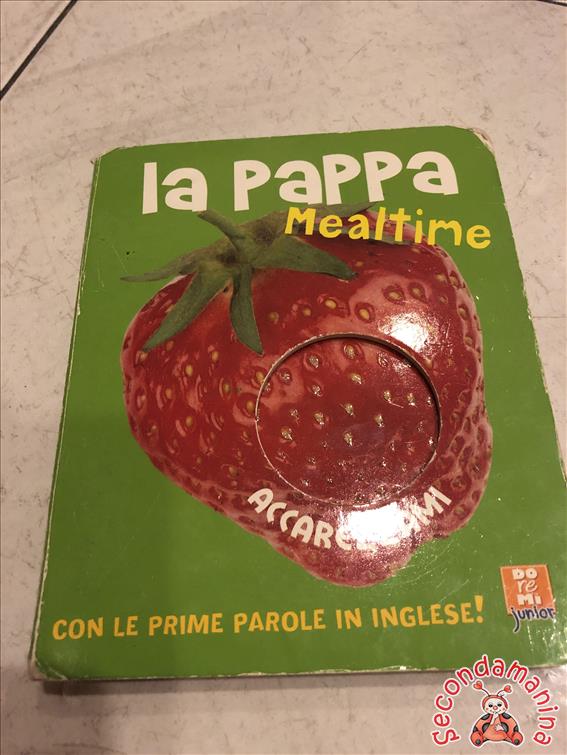 la PaPPa
Mealtime
ACCAREZZAMI
CON LE PRIME PAROLE IN INGLESE!
DO
re
Mi
junior
Secondamanina